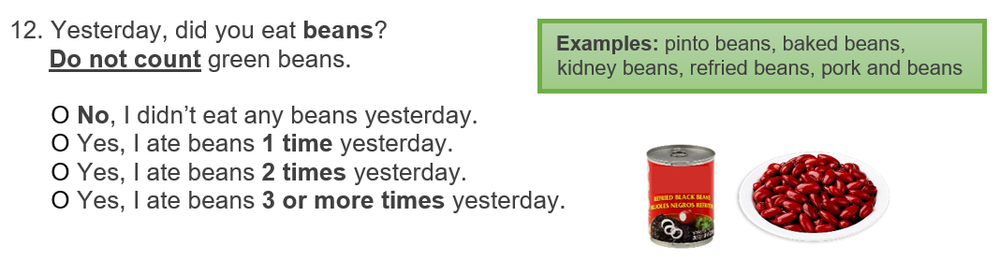 12. Yesterday, did you eat beans?
Do not count green beans.
Examples: pinto beans, baked beans,
kidney beans, refried beans, pork and beans
O No, I didn’t eat any beans yesterday.
O Yes, I ate beans 1 time yesterday.
O Yes, I ate beans 2 times yesterday.
O Yes, I ate beans 3 or more times yesterday.
REFRIED BLACK BEANS
NEGROS